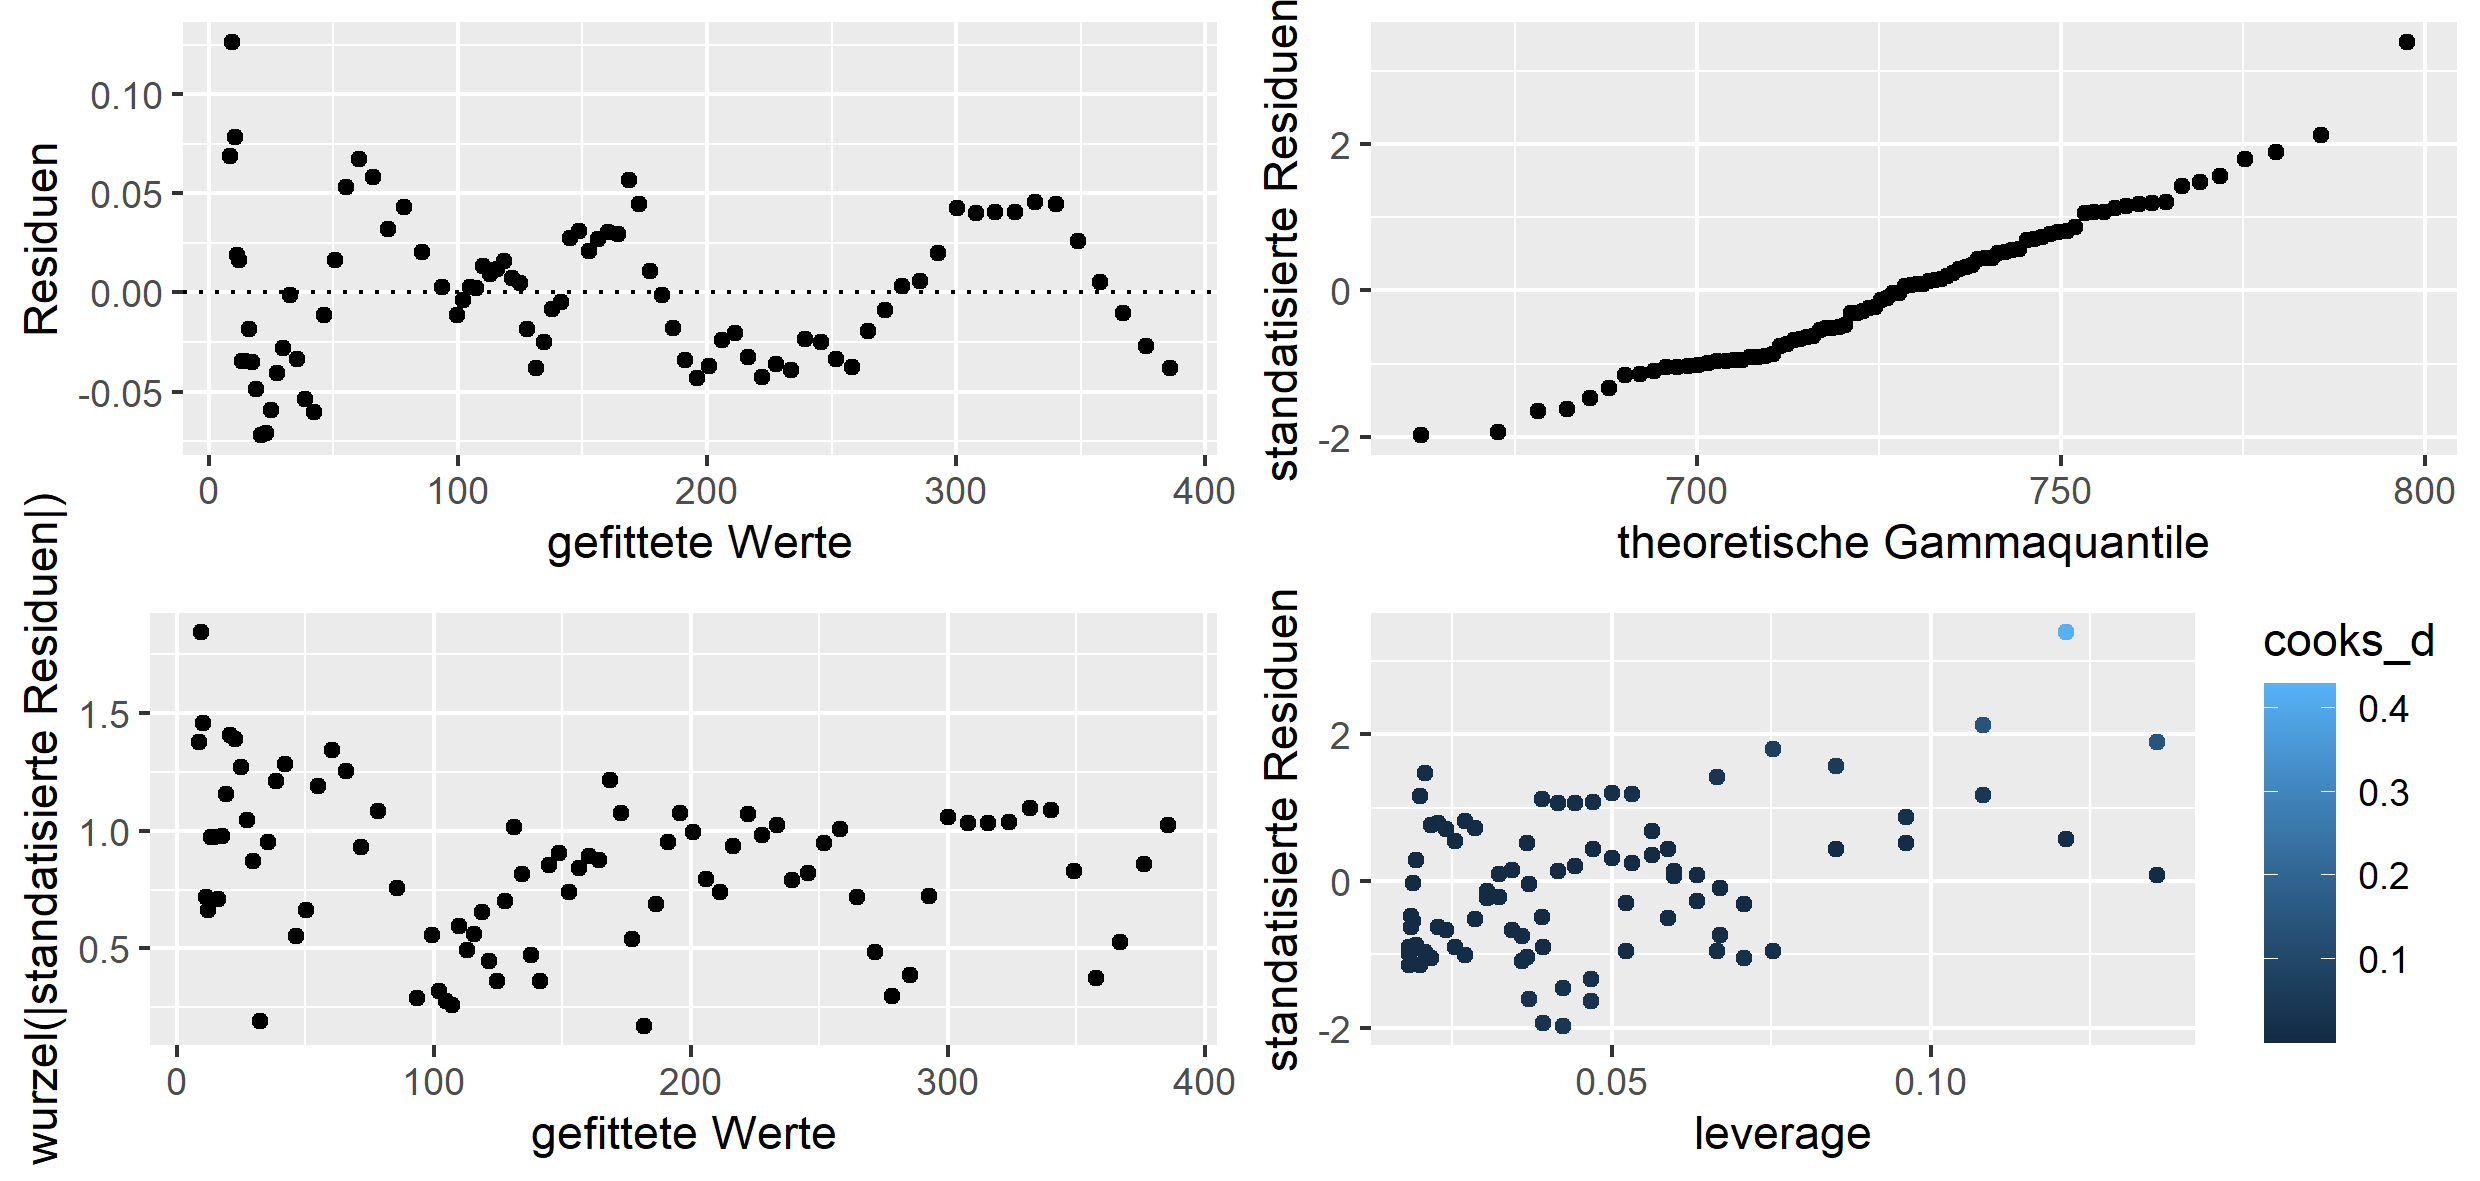 Residuen
0.10
0.05
0.00
-0.05
0 100 200 300 400
gefittete Werte
standatisierte Residuen
2
0
-2
700 750 800
theoretische Gammaquantile
wurzel(|standatisierte Residuen|)
1.5
1.0
0.5
0 100 200 300 400
gefittete Werte
standatisierte Residuen
2
0
-2
0.05 0.10
leverage
cooks_d
0.4
0.3
0.2
0.1